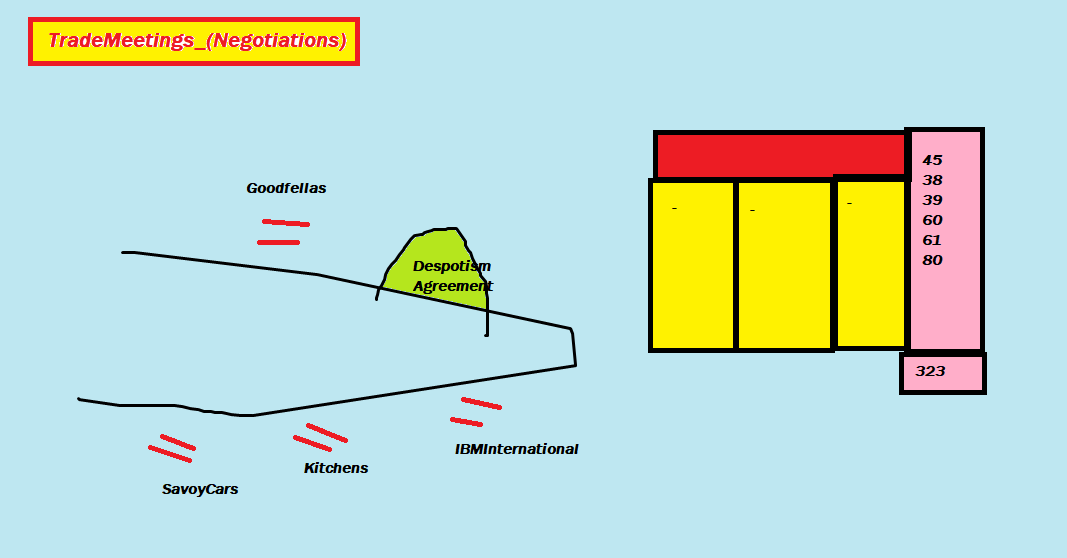 TradeMeetings_(Negotiations)
Goodfellas
Despotism
Agreement
IBMInternational
Kitchens
SavoyCars
- - -
45
38
39
60
61
80
323